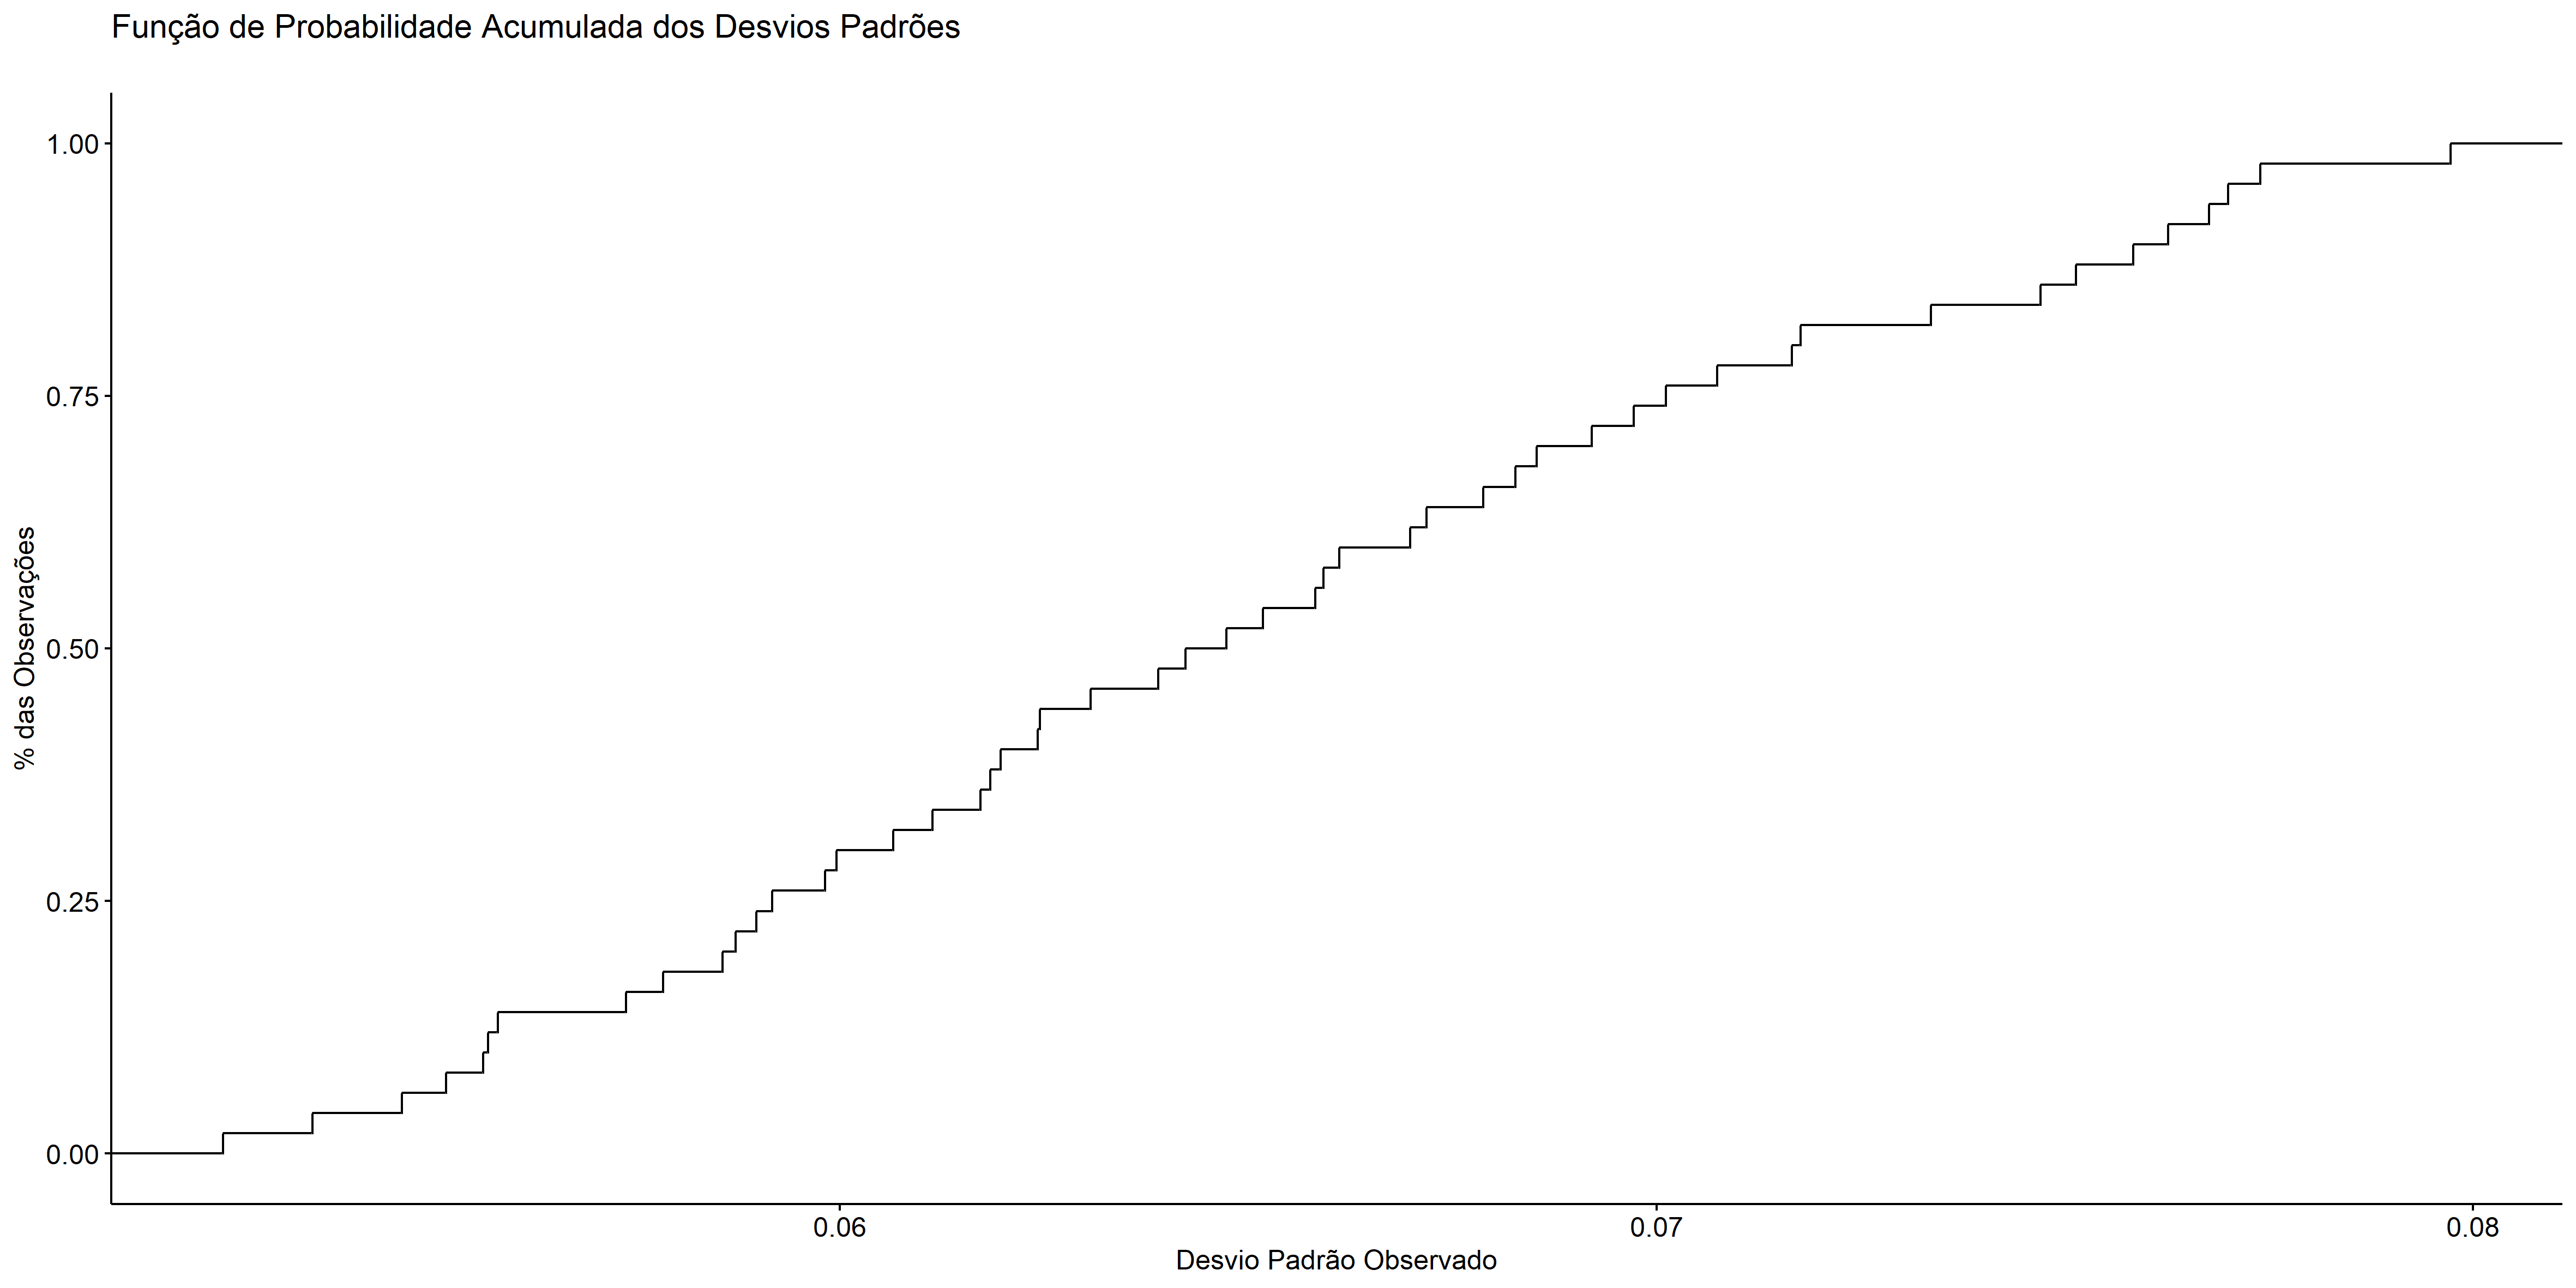 Função de Probabilidade Acumulada dos Desvios Padrões
1.00
0.75
0.50
0.25
0.00
% das Observações
0.06
0.07
0.08
Desvio Padrão Observado